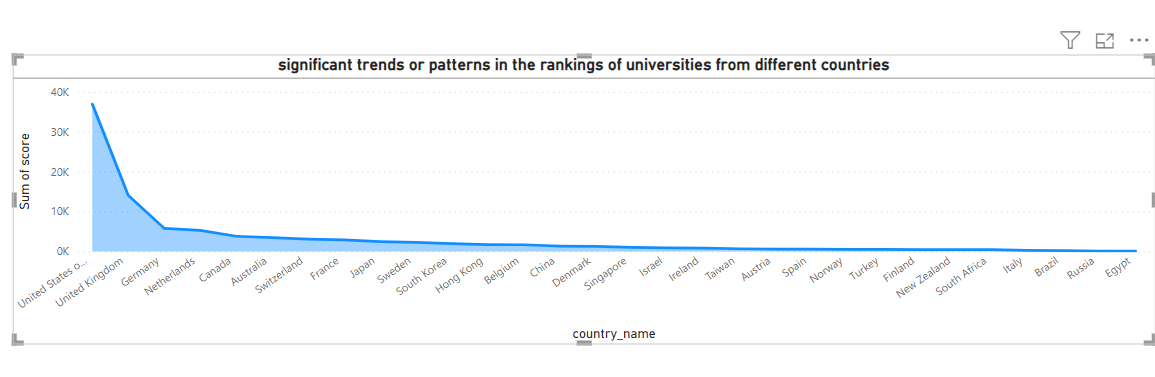 significant trends or patterns in the rankings of universities from different countries
Sum of score
40K
30K
20K
10K
0K
United States o...
United Kingdom
Germany
Netherlands
Canada
Australia
Switzerland
France
Japan
Sweden
South Korea
Hong Kong
Belgium
China
Denmark
Singapore
Israel
Ireland
Taiwan
Austria
Spain
Norway
Turkey
Finland
New Zealand
South Africa
Italy
Brazil
Russia
Egypt
country_name